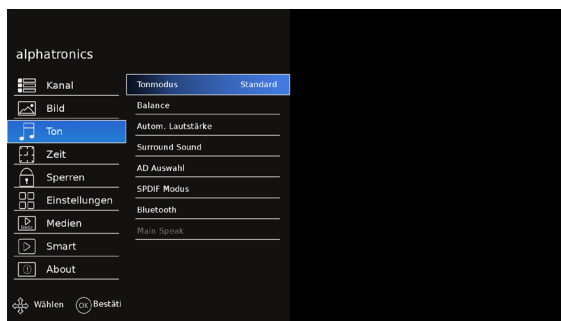 alphatronics
Kanal
Bild
Ton
Zeit
Sperren
Einstellungen
Medien
Smart
About
Tonmodus Standard
Balance
Autom. Lautstärke
Surround Sound
AD Auswahl
SPDIF Modus
Bluetooth
Main Speak
Wählen OK Bestäti